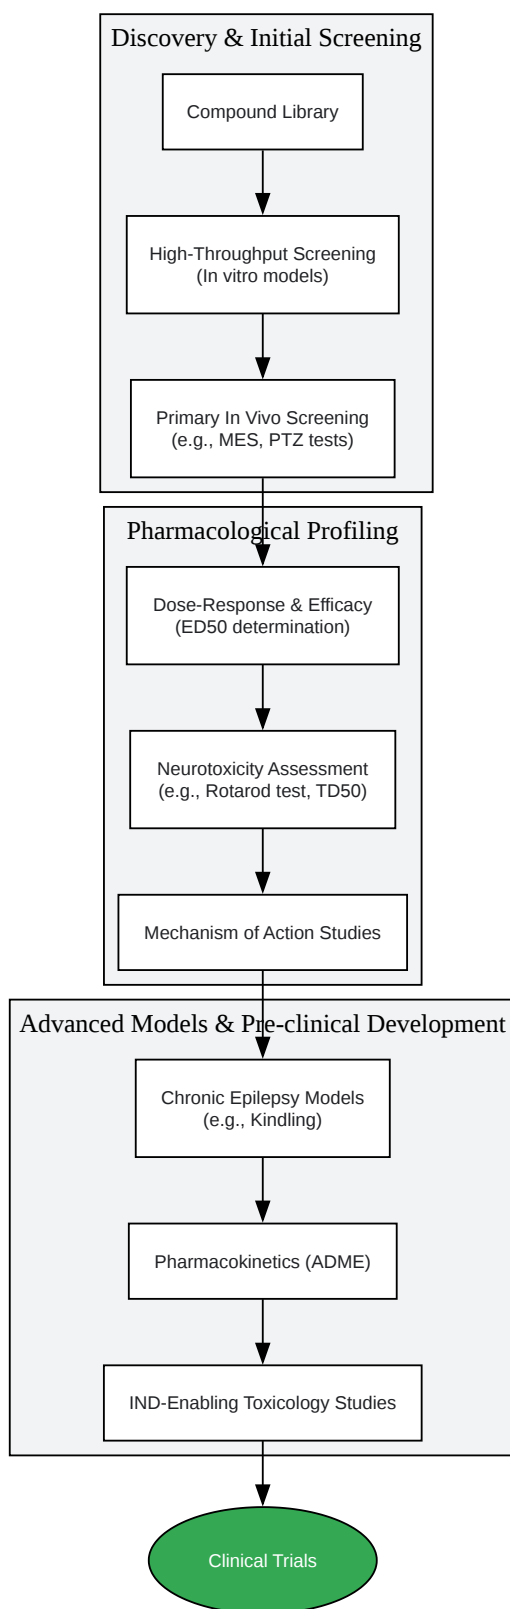 Discovery & Initial Screening
Compound Library
High-Throughput Screening
(In vitro models)
Primary In Vivo Screening
(e.g., MES, PTZ tests)
Pharmacological Profiling
Dose-Response & Efficacy
(ED50 determination)
Neurotoxicity Assessment
(e.g., Rotarod test, TD50)
Mechanism of Action Studies
Advanced Models & Pre-clinical Development
Chronic Epilepsy Models
(e.g., Kindling)
Pharmacokinetics (ADME)
IND-Enabling Toxicology Studies
Clinical Trials